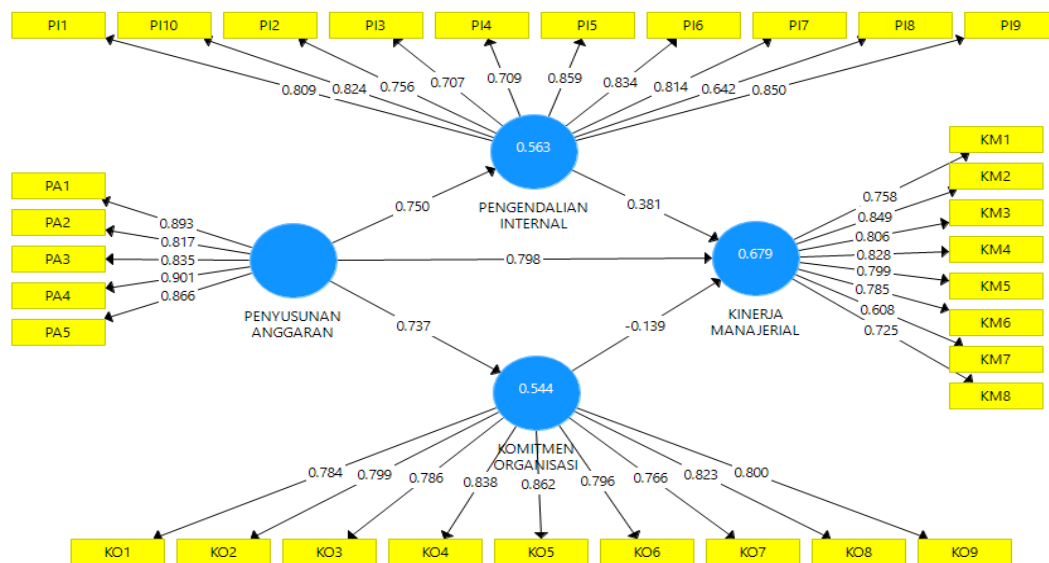 PI1 PI10 PI2 PI3 PI4 PI5 PI6 PI7 PI8 PI9
0.809 0.824 0.756 0.707 0.709 0.859 0.834 0.814 0.642 0.850
0.563
PENGENDALIAN
INTERNAL
PA1
PA2
PA3
PA4
PA5
0.893
0.817
0.835
0.901
0.866
PENYUSUNAN
ANGGARAN
0.750
0.798
0.737
0.381
-0.139
0.679
KINERJA
MANAJERIAL
0.758
0.849
0.806
0.828
0.799
0.785
0.608
0.725
KM1
KM2
KM3
KM4
KM5
KM6
KM7
KM8
0.544
KOMITMEN
ORGANISASI
0.784 0.799 0.786 0.838 0.862 0.796 0.766 0.823 0.800
KO1 KO2 KO3 KO4 KO5 KO6 KO7 KO8 KO9